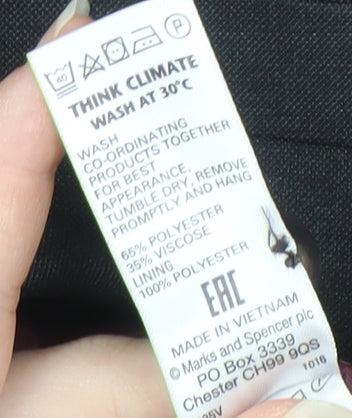 40 P
THINK CLIMATE
WASH AT 30°C
WASH
CO-ORDINATING
PRODUCTS TOGETHER
FOR BEST
APPEARANCE.
TUMBLE DRY, REMOVE
PROMPTLY AND HANG
65% POLYESTER
35% VISCOSE
LINING
100% POLYESTER
EAC
MADE IN VIETNAM
© Marks and Spencer plc
PO BOX 3339
Chester CH99 9QS
1016